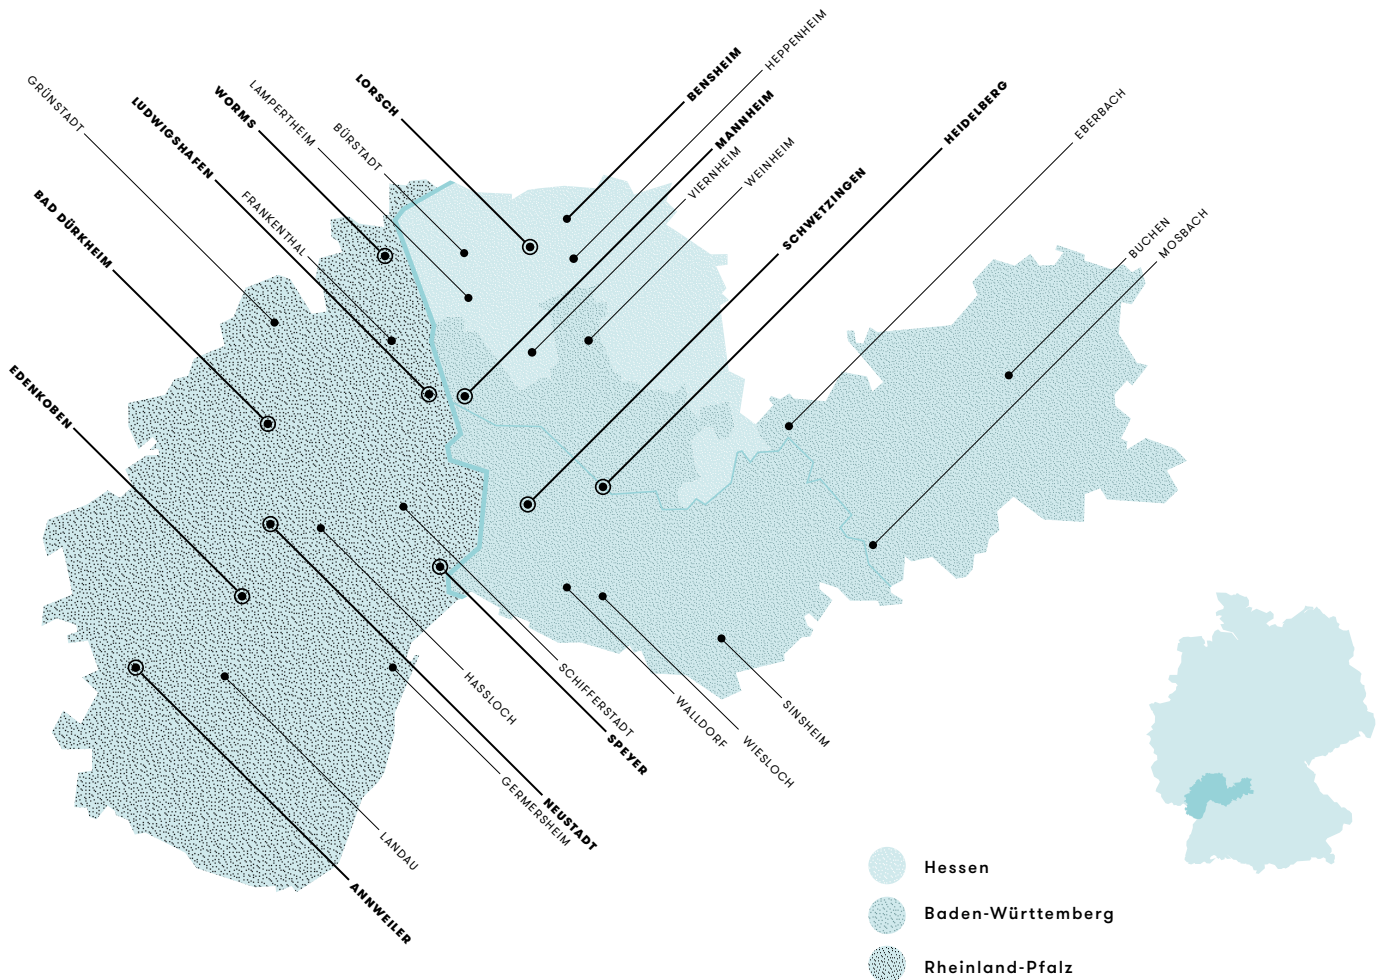 HEPPENHEIM
BENSHEIM
LORSCH
GRÜNSTADT
LAMPERTHEIM
WORMS
LUDWIGSHAFEN
BÜRSTADT
MANNHEIM
HEIDELBERG
EBERBACH
VIERNHEIM
WEINHEIM
SCHWETZINGEN
FRANKENTHAL
BAD DÜRKHEIM
BUCHEN
MOSBACH
EDENKOBEN
HASSLOCH
SCHIFFERSTADT
SPEYER
WALLDORF
WIESLOCH
SINSHEIM
GERMERSHEIM
NEUSTADT
LANDAU
ANNWEILER
Hessen
Baden-Württemberg
Rheinland-Pfalz